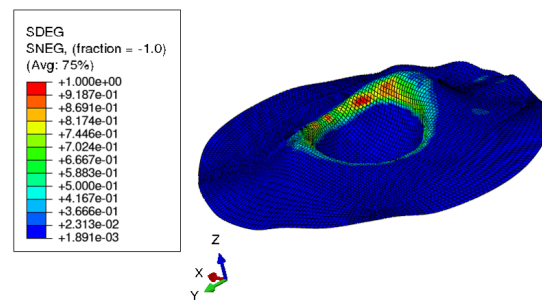 SDEG
SNEG, (fraction = -1.0)
(Avg: 75%)
+1.000e+00
+9.187e-01
+8.691e-01
+8.174e-01
+7.446e-01
+7.024e-01
+6.667e-01
+5.883e-01
+5.000e-01
+4.167e-01
+3.666e-01
+2.313e-02
+1.891e-03
Z
X
Y